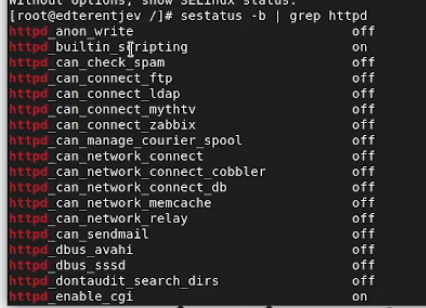 without options, show SELinux status.
[root@edterentjev /]# sestatus -b | grep httpd
httpd_anon_write off
httpd_builtin_scripting on
httpd_can_check_spam off
httpd_can_connect_ftp off
httpd_can_connect_ldap off
httpd_can_connect_mythtv off
httpd_can_connect_zabbix off
httpd_can_manage_courier_spool off
httpd_can_network_connect off
httpd_can_network_connect_cobbler off
httpd_can_network_connect_db off
httpd_can_network_memcache off
httpd_can_network_relay off
httpd_can_sendmail off
httpd_dbus_avahi off
httpd_dbus_sssd off
httpd_dontaudit_search_dirs off
httpd_enable_cgi on